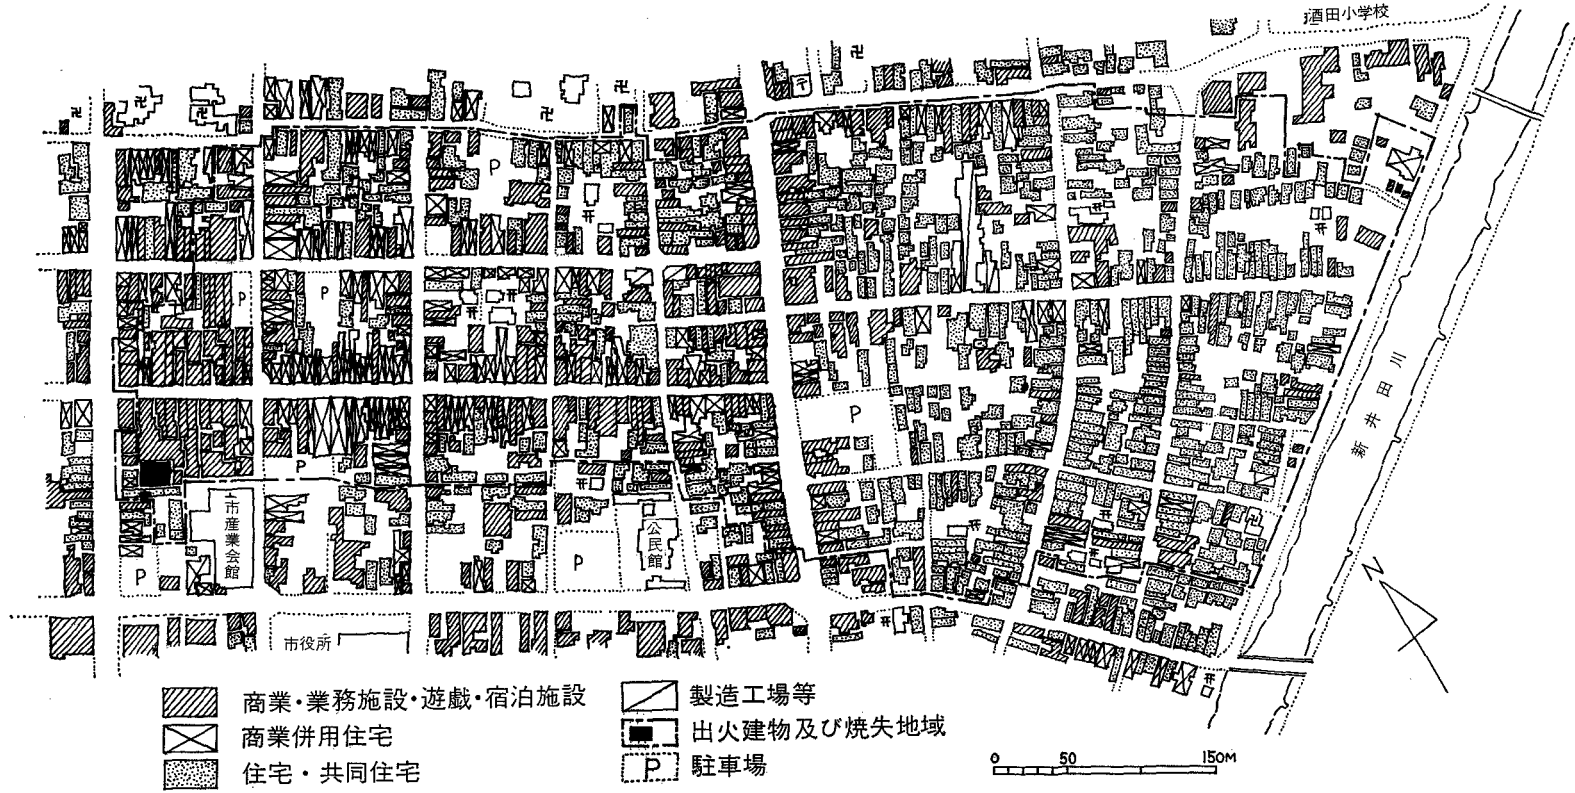 酒田小学校
P
P
P
P
市産業会館
P
公民館
P
P
新井田川
N
市役所
商業・業務施設・遊戯・宿泊施設
商業併用住宅
住宅・共同住宅
製造工場等
出火建物及び焼失地域
P 駐車場
0 50 150M